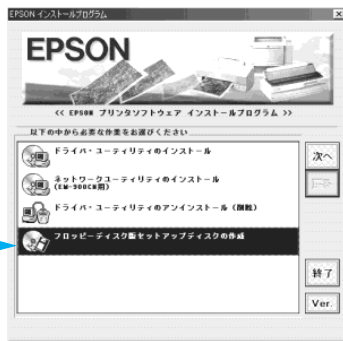 EPSON インストールプログラム
EPSON
<< EPSON プリンタソフトウェア インストールプログラム >>
以下の中から必要な作業をお選びください
ドライバ・ユーティリティのインストール
次へ
ネットワークユーティリティのインストール
(EM-900CN用)
ドライバ・ユーティリティのアンインストール (削除)
フロッピーディスク版セットアップディスクの作成
終了
Ver.